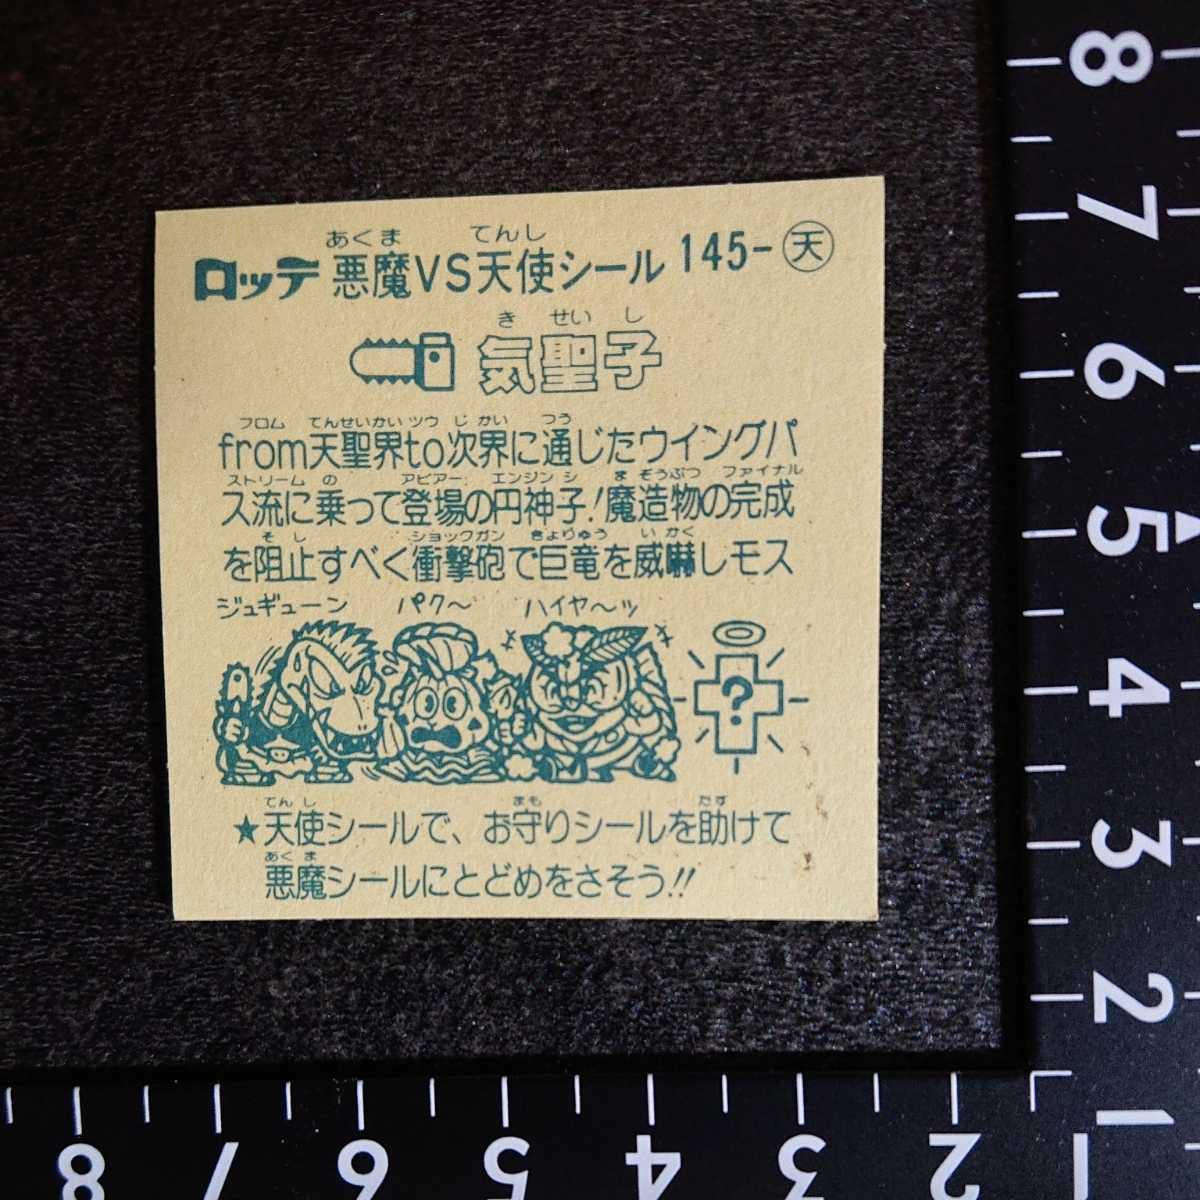 あくま てんし
ロッテ 悪魔VS天使シール 145-天
きせいし
気聖子
フロム てんせいかい ツウ じかい つう
from天聖界to次界に通じたウイングパ
ストリーム の アピアー エンジンシ まぞうぶつ ファイナル
ス流に乗って登場の円神子!魔造物の完成
そし ショックガン きょりゅう いかく
を阻止すべく衝撃砲で巨竜を威嚇しモス
ジュギューン パク〜 ハイヤ〜ッ
?
てんし まも たす
★天使シールで、お守りシールを助けて
あくま
悪魔シールにとどめをさそう!!
8
7
6
5
4
3
2
1
8 7 6 5 4 3 2 1